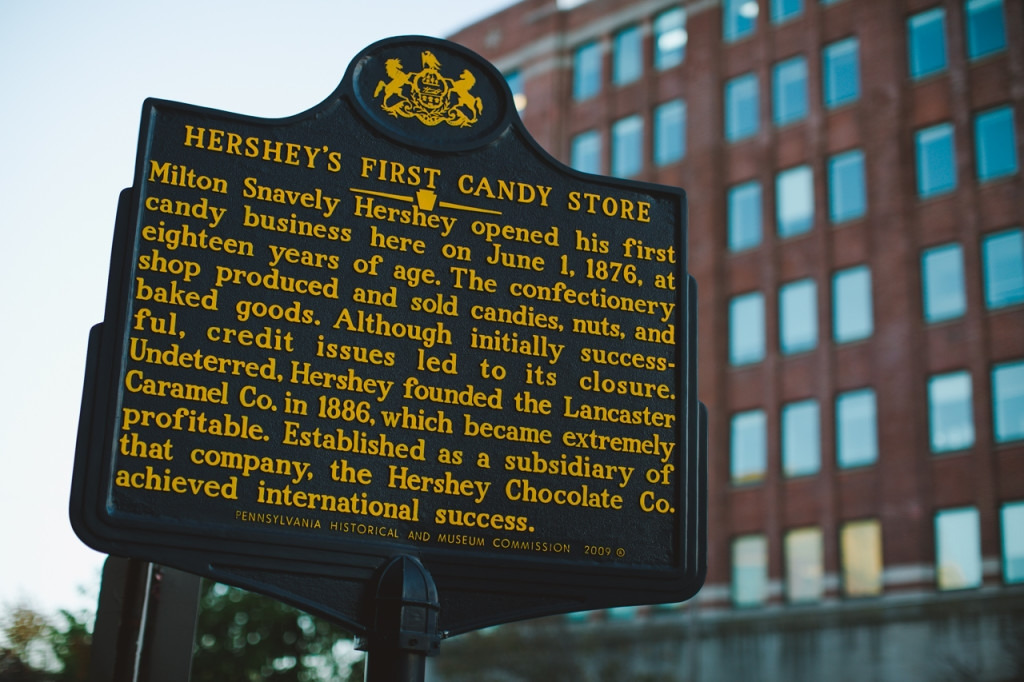 HERSHEY'S FIRST CANDY STORE
Milton Snavely Hershey opened his first
candy business here on June 1, 1876, at
eighteen years of age. The confectionery
shop produced and sold candies, nuts, and
baked goods. Although initially success-
ful, credit issues led to its closure.
Undeterred, Hershey founded the Lancaster
Caramel Co. in 1886, which became extremely
profitable. Established as a subsidiary of
that company, the Hershey Chocolate Co.
achieved international success.
PENNSYLVANIA HISTORICAL AND MUSEUM COMMISSION 2009 ®